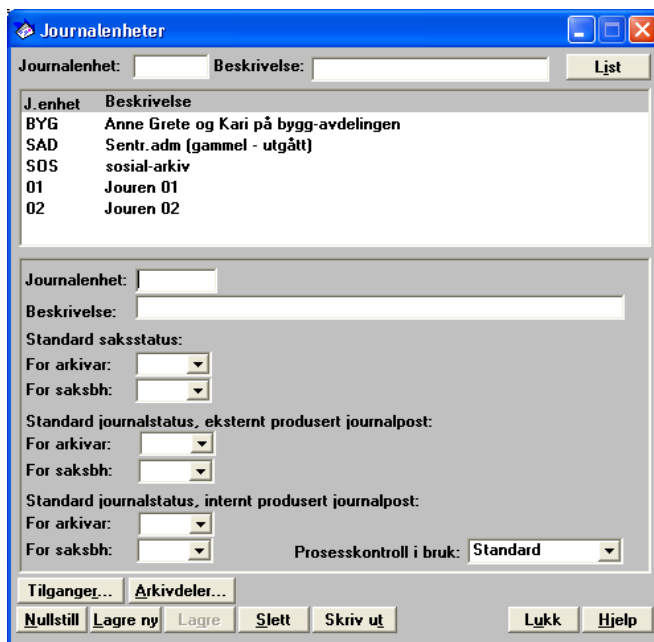 Journalenheter
Journalenhet: Beskrivelse: List
J.enhet Beskrivelse
BYG Anne Grete og Kari på bygg-avdelingen
SAD Sentr.adm (gammel - utgått)
SOS sosial-arkiv
01 Jouren 01
02 Jouren 02
Journalenhet:
Beskrivelse:
Standard saksstatus:
For arkivar:
For saksbh:
Standard journalstatus, eksternt produsert journalpost:
For arkivar:
For saksbh:
Standard journalstatus, internt produsert journalpost:
For arkivar:
For saksbh: Prosesskontroll i bruk: Standard
Tilganger... Arkivdeler...
Nullstill Lagre ny Lagre Slett Skriv ut Lukk Hjelp